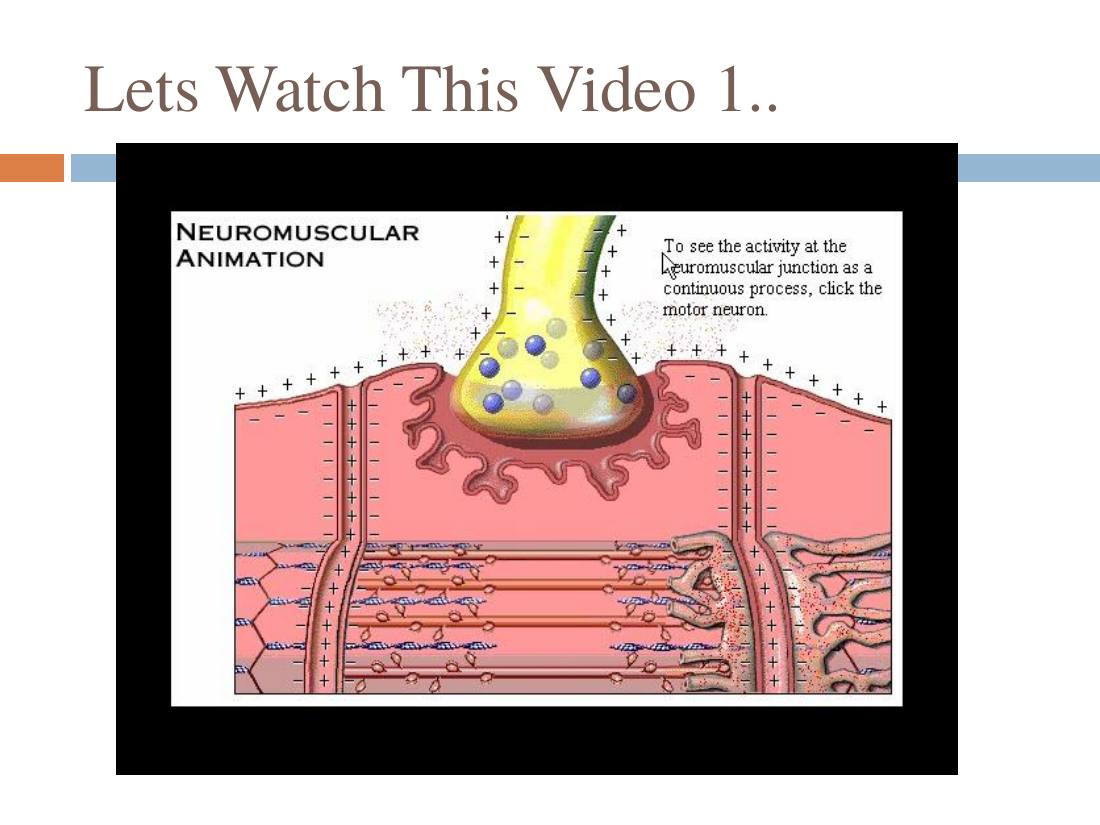 Lets Watch This Video 1..
NEUROMUSCULAR
ANIMATION
To see the activity at the
neuromuscular junction as a
continuous process, click the
motor neuron.